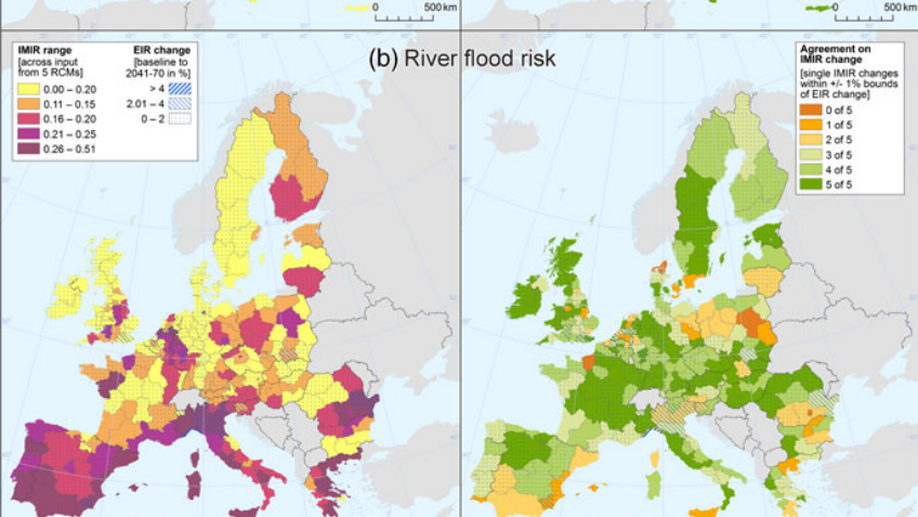 0 500 km
0 500 km
(b) River flood risk
IMIR range
[across input
from 5 RCMs]
0.00 – 0.20
0.11 – 0.15
0.16 – 0.20
0.21 – 0.25
0.26 – 0.51
EIR change
[baseline to
2041-70 in %]
> 4
2.01 – 4
0 – 2
Agreement on
IMIR change
[single IMIR changes
within +/- 1% bounds
of EIR change]
0 of 5
1 of 5
2 of 5
3 of 5
4 of 5
5 of 5